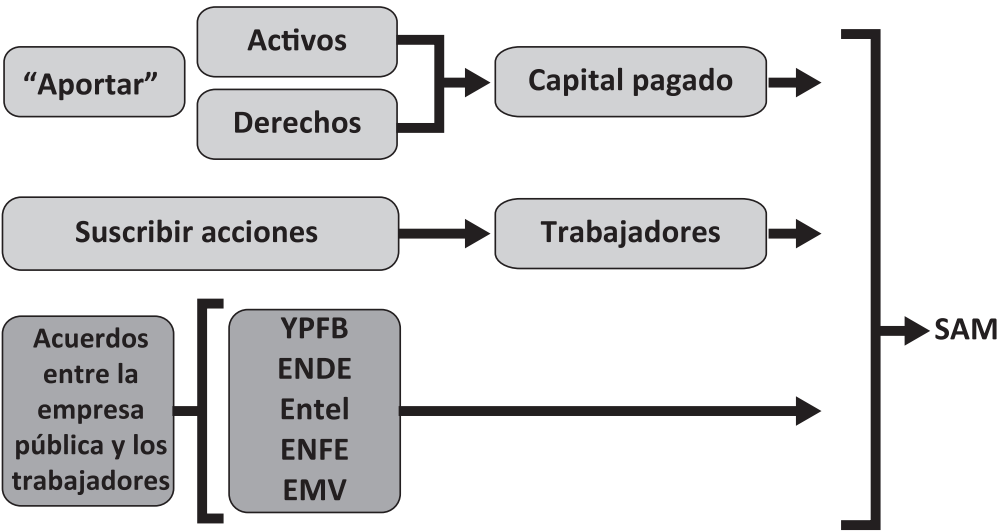 “Aportar”
Activos
Derechos
Capital pagado
Suscribir acciones
Trabajadores
Acuerdos
entre la
empresa
pública y los
trabajadores
YPFB
ENDE
Entel
ENFE
EMV
SAM